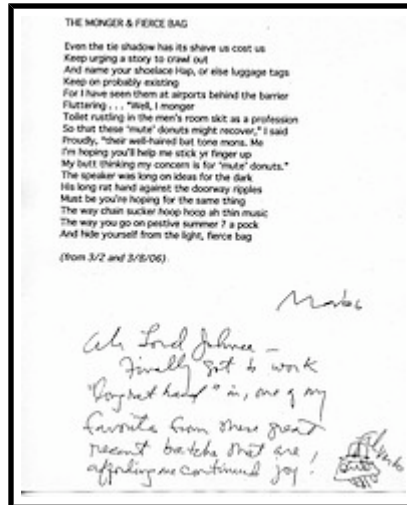 THE MONGER & FIERCE BAG
Even the tie shadow has its shave us cost us
Keep urging a story to crawl out
And name your shoelace Hap, or else luggage tags
Keep on probably existing
For I have seen them at airports behind the barrier
Fluttering . . . "Well, I monger
Toilet rustling in the men's room skit as a profession
So that these 'mute' donuts might recover," I said
Proudly, "their well-haired bat tone mons. Me
I'm hoping you'll help me stick yr finger up
My butt thinking my concern is for 'mute' donuts."
The speaker was long on ideas for the dark
His long rat hand against the doorway ripples
Must be you're hoping for the same thing
The way chain sucker hoop hoop ah thin music
The way you go on pestive summer 7 a pock
And hide yourself from the light, fierce bag
(from 3/2 and 3/8/06)
Ah Lord Johnee —
Finally got to work
"long rat hand" in, one of my
favorites from these great
recent batches that are
affording me continued joy!